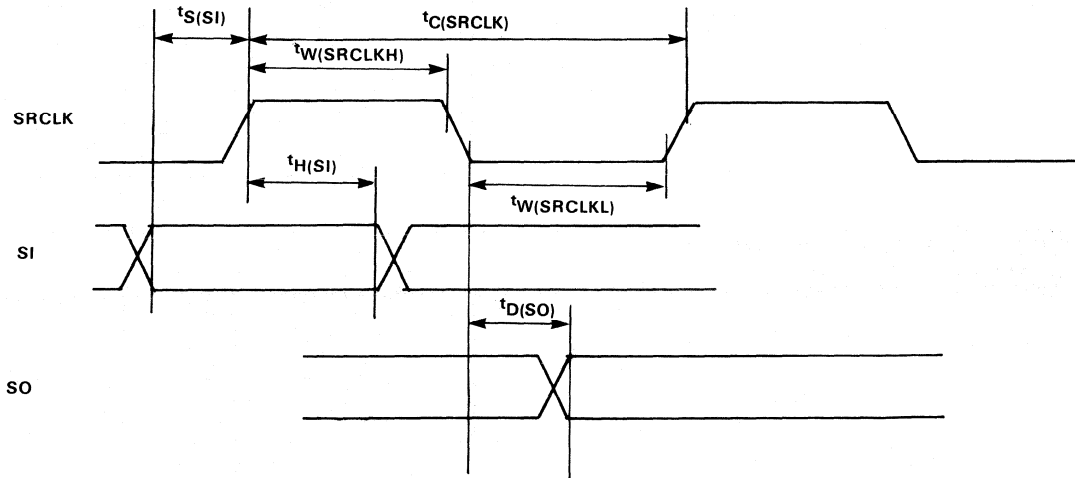 tS(SI)
tC(SRCLK)
tW(SRCLKH)
SRCLK
tH(SI)
tW(SRCLKL)
SI
tD(SO)
SO